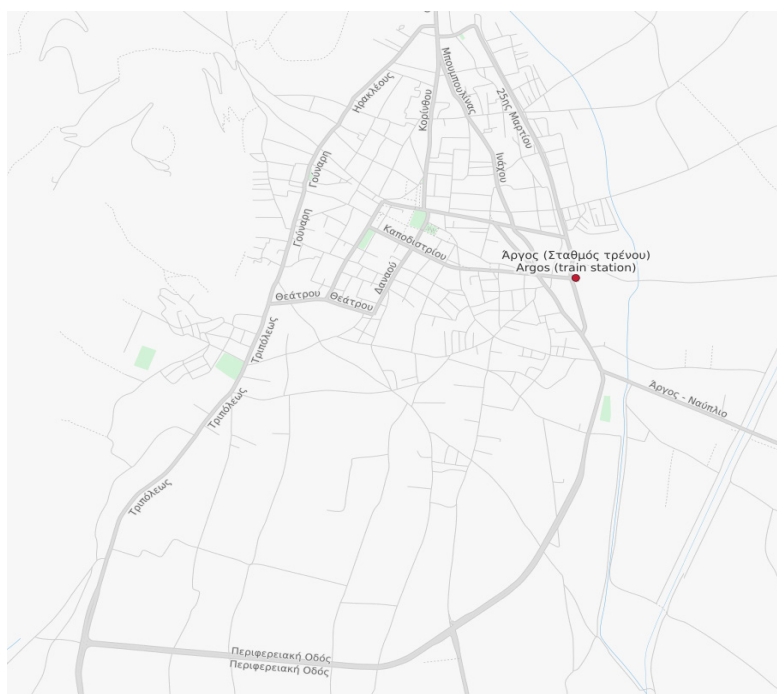 Ηρακλέους
Κορίνθου
Μπουμπουλίνας
25ης Μαρτίου
Γούναρη
Ινάχου
Γούναρη
Καποδιστρίου
Άργος (Σταθμός τρένου)
Argos (train station)
Δαναού
Θεάτρου
Θεάτρου
Τριπόλεως
Τριπόλεως
Άργος - Ναύπλιο
Τριπόλεως
Περιφερειακή Οδός
Περιφερειακή Οδός